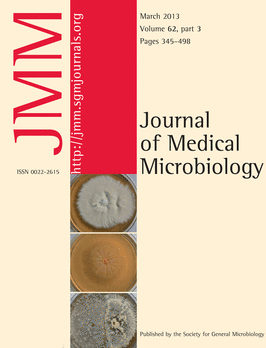 JMM
http://jmm.sgmjournals.org
ISSN 0022-2615
March 2013
Volume 62, part 3
Pages 345–498
Journal
of Medical
Microbiology
Published by the Society for General Microbiology